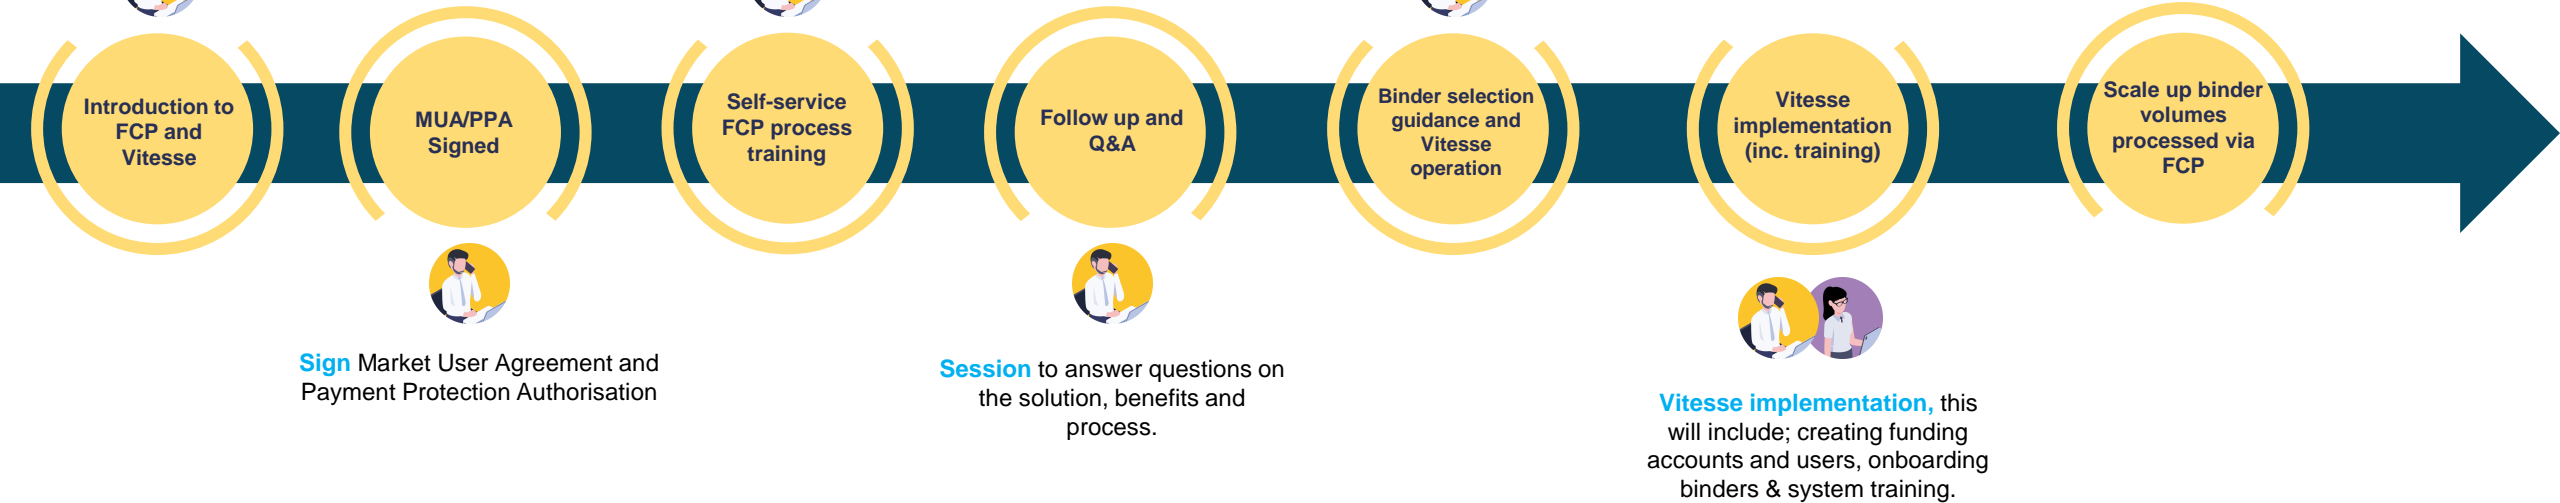 Introduction to
FCP and
Vitesse
MUA/PPA
Signed
Self-service
FCP process
training
Follow up and
Q&A
Binder selection
guidance and
Vitesse
operation
Vitesse
implementation
(inc. training)
Scale up binder
volumes
processed via
FCP
Sign Market User Agreement and
Payment Protection Authorisation
Session to answer questions on
the solution, benefits and
process.
Vitesse implementation, this
will include; creating funding
accounts and users, onboarding
binders & system training.